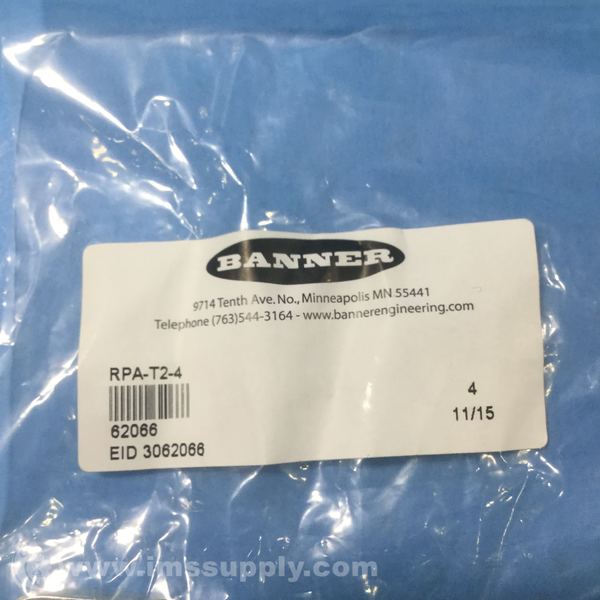 BANNER
9714 Tenth Ave. No., Minneapolis MN 55441
Telephone (763)544-3164 - www.bannerengineering.com
RPA-T2-4
62066
EID 3062066
4
11/15
www.imssupply.com